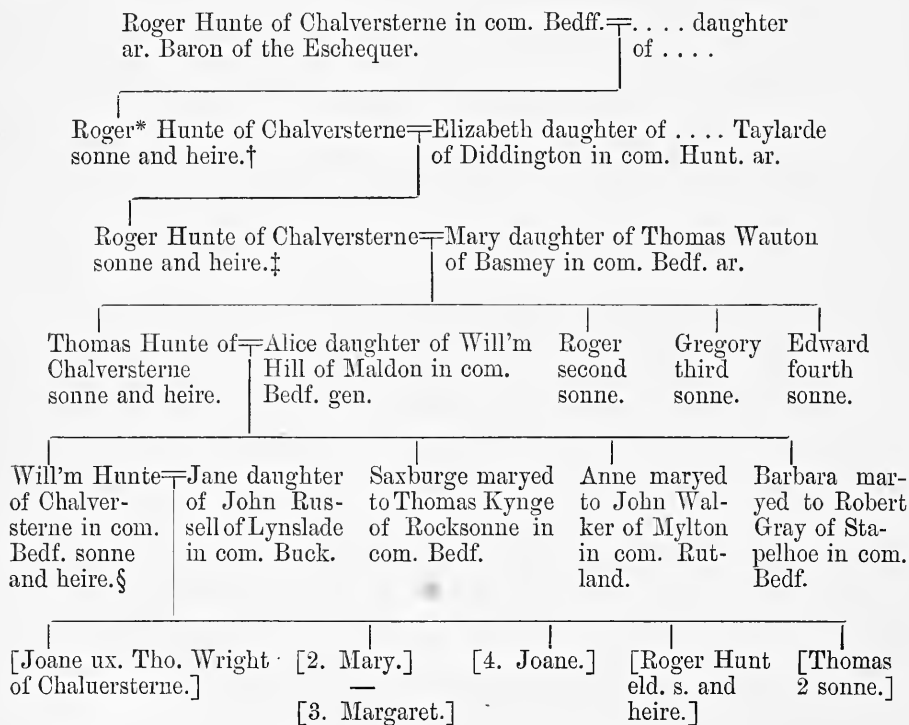 Roger Hunte of Chalversterne in com. Bedff.=. . . . daughter
ar. Baron of the Eschequer. of . . . .
Roger* Hunte of Chalversterne=Elizabeth daughter of . . . . Taylarde
sonne and heire.† of Diddington in com. Hunt. ar.
Roger Hunte of Chalversterne=Mary daughter of Thomas Wauton
sonne and heire.‡ of Basmey in com. Bedf. ar.
Thomas Hunte of=
Chalversterne
sonne and heire.
Alice daughter of Will'm
Hill of Maldon in com.
Bedf. gen.
Roger
second
sonne.
Gregory
third
sonne.
Edward
fourth
sonne.
Will'm Hunte=
of Chalver-
sterne in com.
Bedf. sonne
and heire.§
Jane daughter
of John Rus-
sell of Lynslade
in com. Buck.
Saxburge maryed
to Thomas Kynge
of Rocksonne in
com. Bedf.
Anne maryed
to John Wal-
ker of Mylton
in com. Rut-
land.
Barbara mar-
yed to Robert
Gray of Sta-
pelhoe in com.
Bedf.
[Joane ux. Tho. Wright
of Chaluersterne.]
[2. Mary.]
—
[3. Margaret.]
[4. Joane.]
[Roger Hunt
eld. s. and
heire.]
[Thomas
2 sonne.]